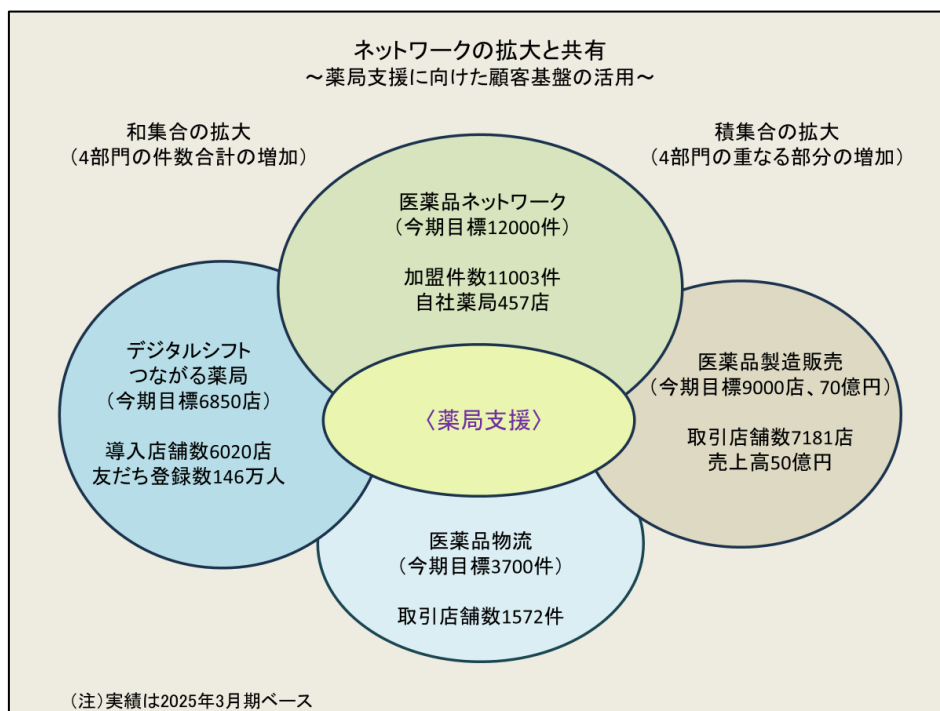 ネットワークの拡大と共有
～薬局支援に向けた顧客基盤の活用～
和集合の拡大
（4部門の件数合計の増加）
積集合の拡大
（4部門の重なる部分の増加）
医薬品ネットワーク
（今期目標12000件）
加盟件数11003件
自社薬局457店
デジタルシフト
つながる薬局
（今期目標6850店）
導入店舗数6020店
友だち登録数146万人
医薬品製造販売
（今期目標9000店、70億円）
取引店舗数7181店
売上高50億円
〈薬局支援〉
医薬品物流
（今期目標3700件）
取引店舗数1572件
（注）実績は2025年3月期ベース